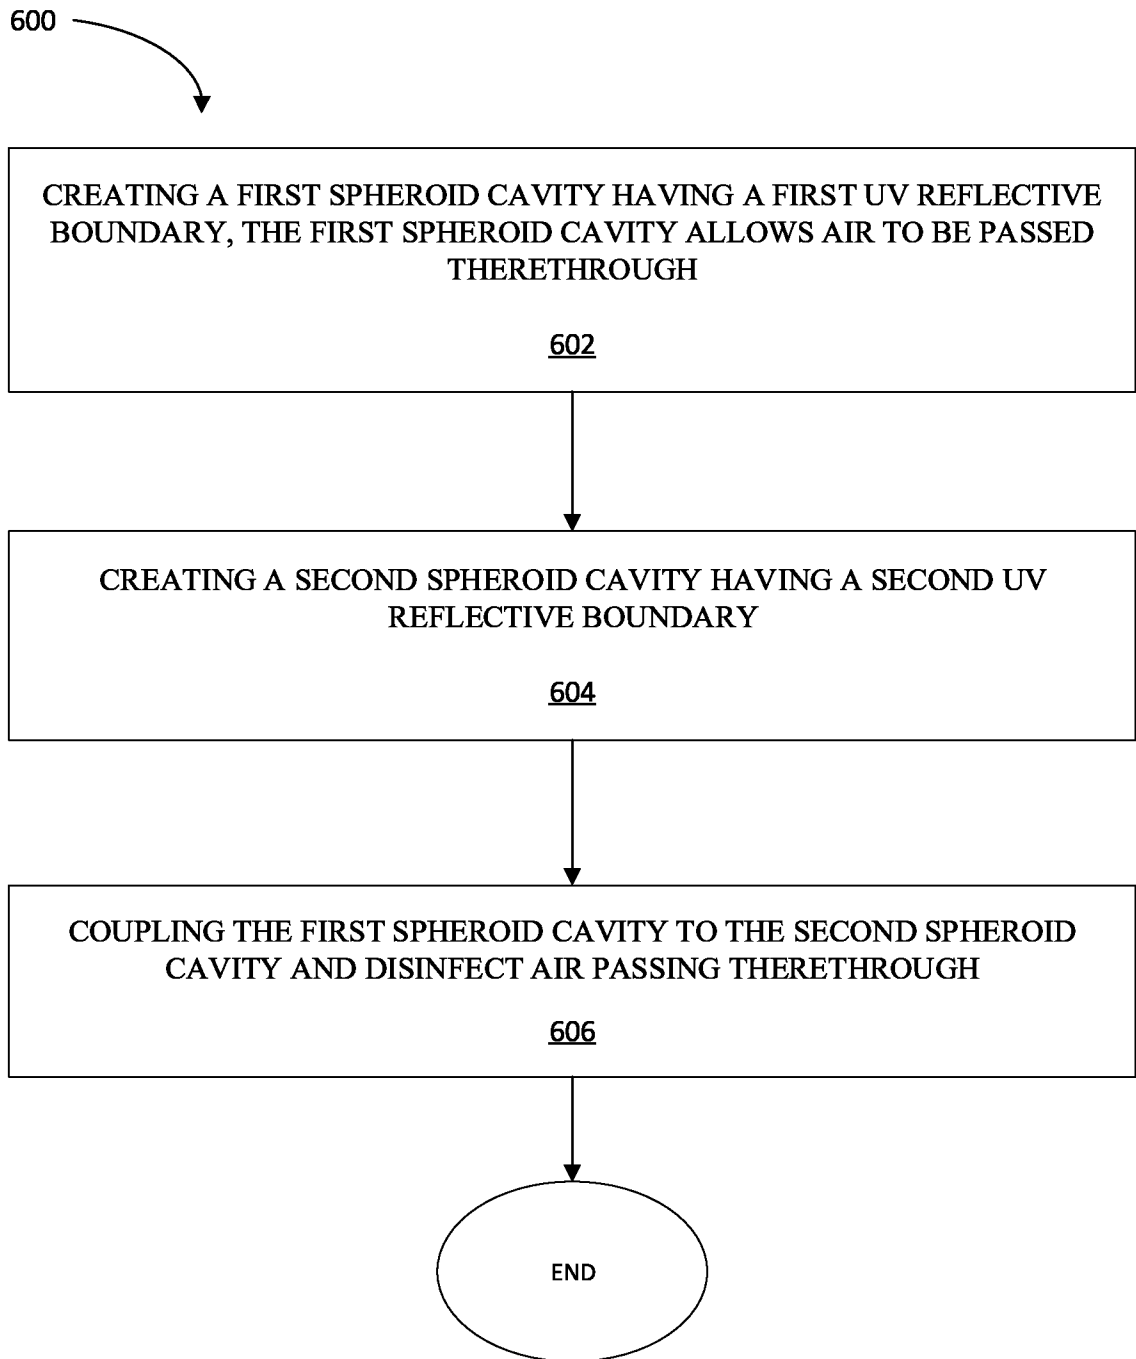 600
CREATING A FIRST SPHEROID CAVITY HAVING A FIRST UV REFLECTIVE
BOUNDARY, THE FIRST SPHEROID CAVITY ALLOWS AIR TO BE PASSED
THERETHROUGH
602
CREATING A SECOND SPHEROID CAVITY HAVING A SECOND UV
REFLECTIVE BOUNDARY
604
COUPLING THE FIRST SPHEROID CAVITY TO THE SECOND SPHEROID
CAVITY AND DISINFECT AIR PASSING THERETHROUGH
606
END